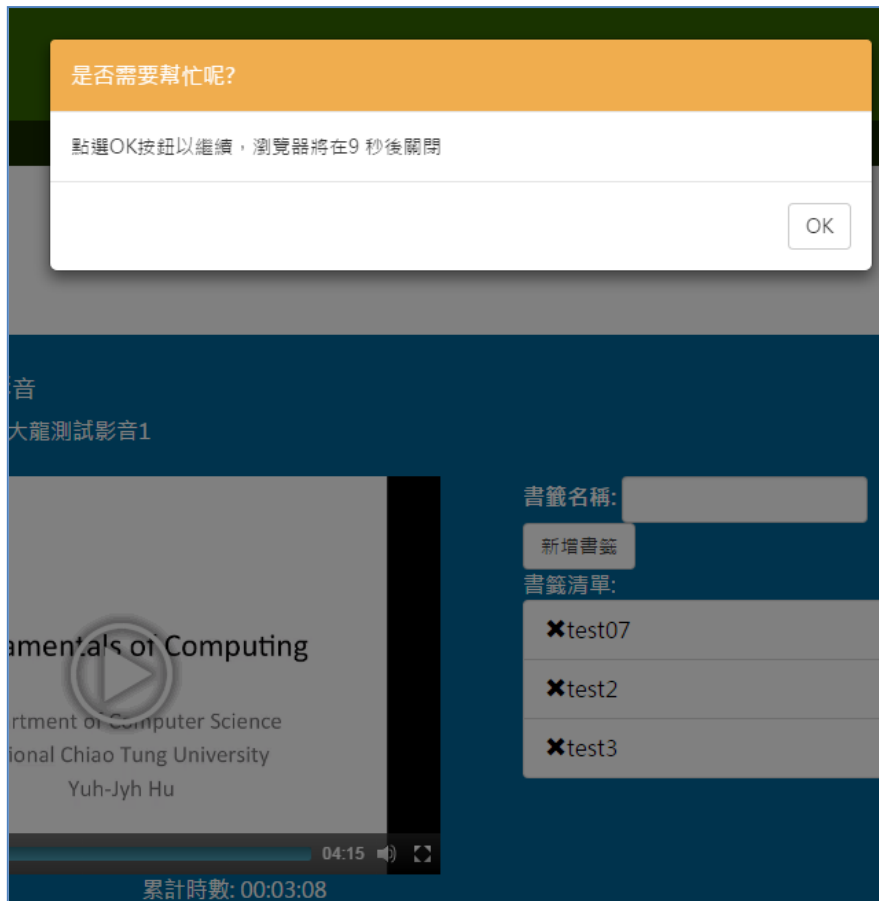 是否需要幫忙呢?
點選OK按鈕以繼續，瀏覽器將在9 秒後關閉
OK
音
大龍測試影音1
書籤名稱:
新增書籤
書籤清單:
✖test07
✖test2
✖test3
amentals of Computing
rtment of Computer Science
ional Chiao Tung University
Yuh-Jyh Hu
04:15
累計時數: 00:03:08